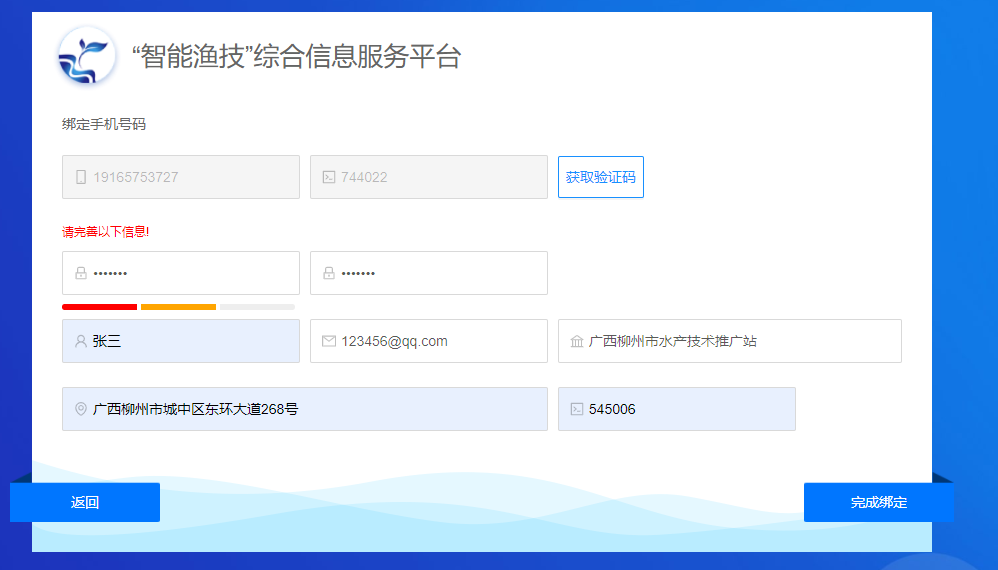 “智能渔技”综合信息服务平台
绑定手机号码
19165753727 744022 获取验证码
请完善以下信息!
••••••• •••••••
张三 123456@qq.com 广西柳州市水产技术推广站
广西柳州市城中区东环大道268号 545006
返回 完成绑定